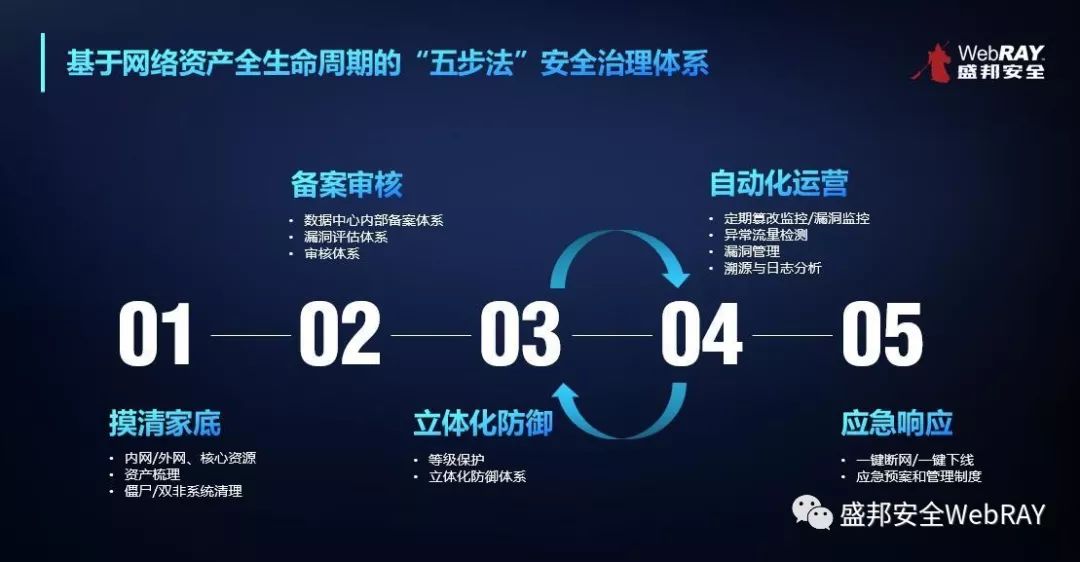 基于网络资产全生命周期的“五步法”安全治理体系
WebRAY
盛邦安全
备案审核
• 数据中心内部备案体系
• 漏洞评估体系
• 审核体系
自动化运营
• 定期篡改监控/漏洞监控
• 异常流量检测
• 漏洞管理
• 溯源与日志分析
01
02
03
04
05
摸清家底
• 内网/外网、核心资源
• 资产梳理
• 僵尸/双非系统清理
立体化防御
• 等级保护
• 立体化防御体系
应急响应
• 一键断网/一键下线
• 应急预案和管理制度
盛邦安全WebRAY